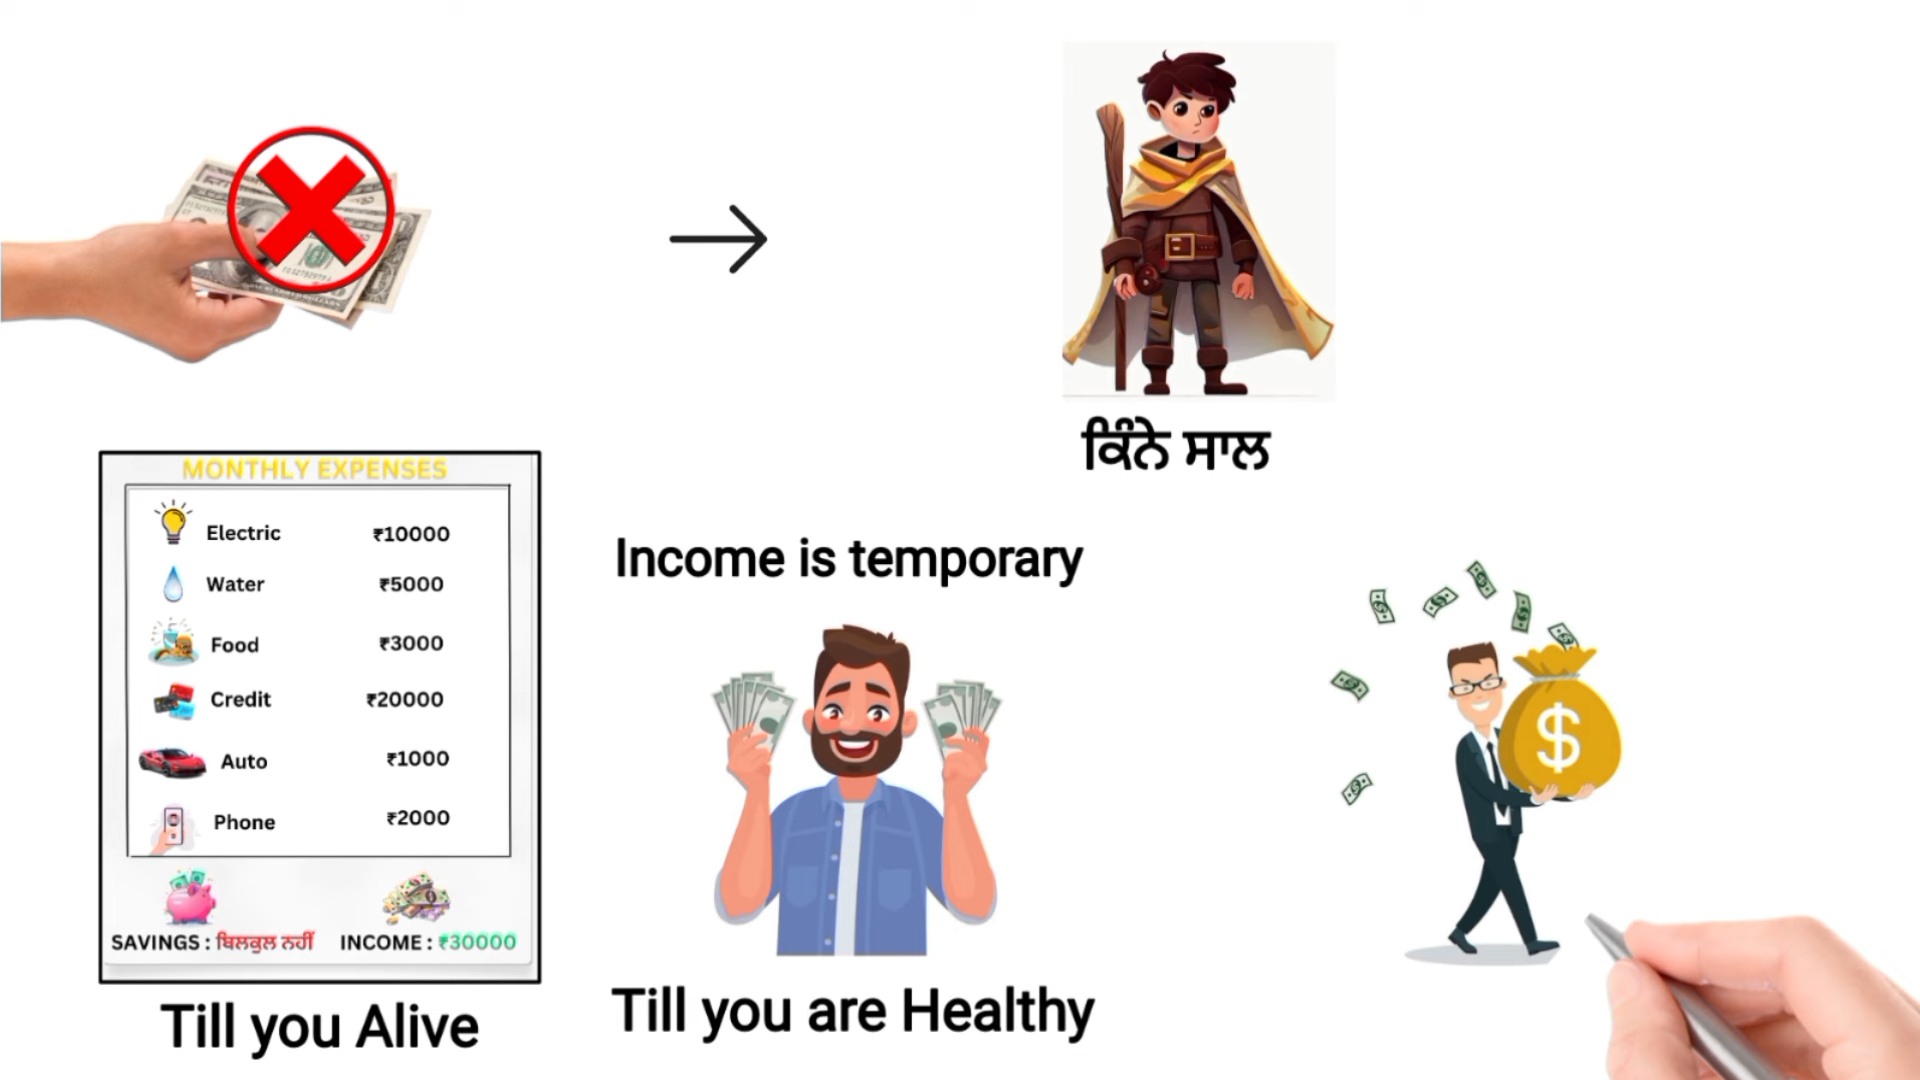 ਕਿੰਨੇ ਸਾਲ
MONTHLY EXPENSES
Electric ₹10000
Water ₹5000
Food ₹3000
Credit ₹20000
Auto ₹1000
Phone ₹2000
SAVINGS : ਬਿਲਕੁਲ ਨਹੀਂ INCOME : ₹30000
Till you Alive
Income is temporary
Till you are Healthy
$